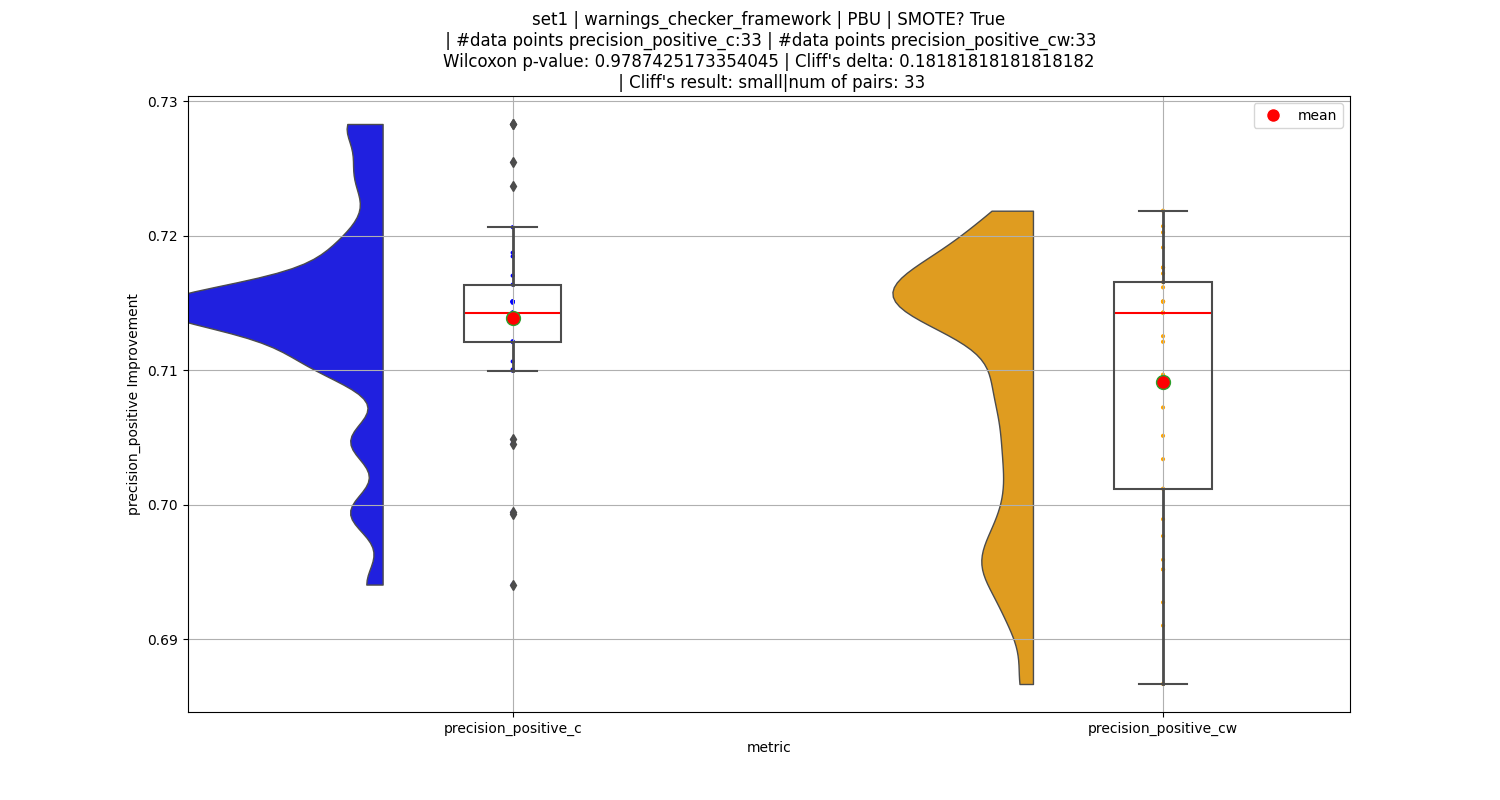 set1 | warnings_checker_framework | PBU | SMOTE? True
| #data points precision_positive_c:33 | #data points precision_positive_cw:33
Wilcoxon p-value: 0.9787425173354045 | Cliff's delta: 0.18181818181818182
| Cliff's result: small|num of pairs: 33
0.73
mean
0.72
0.71
precision_positive Improvement
0.70
0.69
precision_positive_c
precision_positive_cw
metric